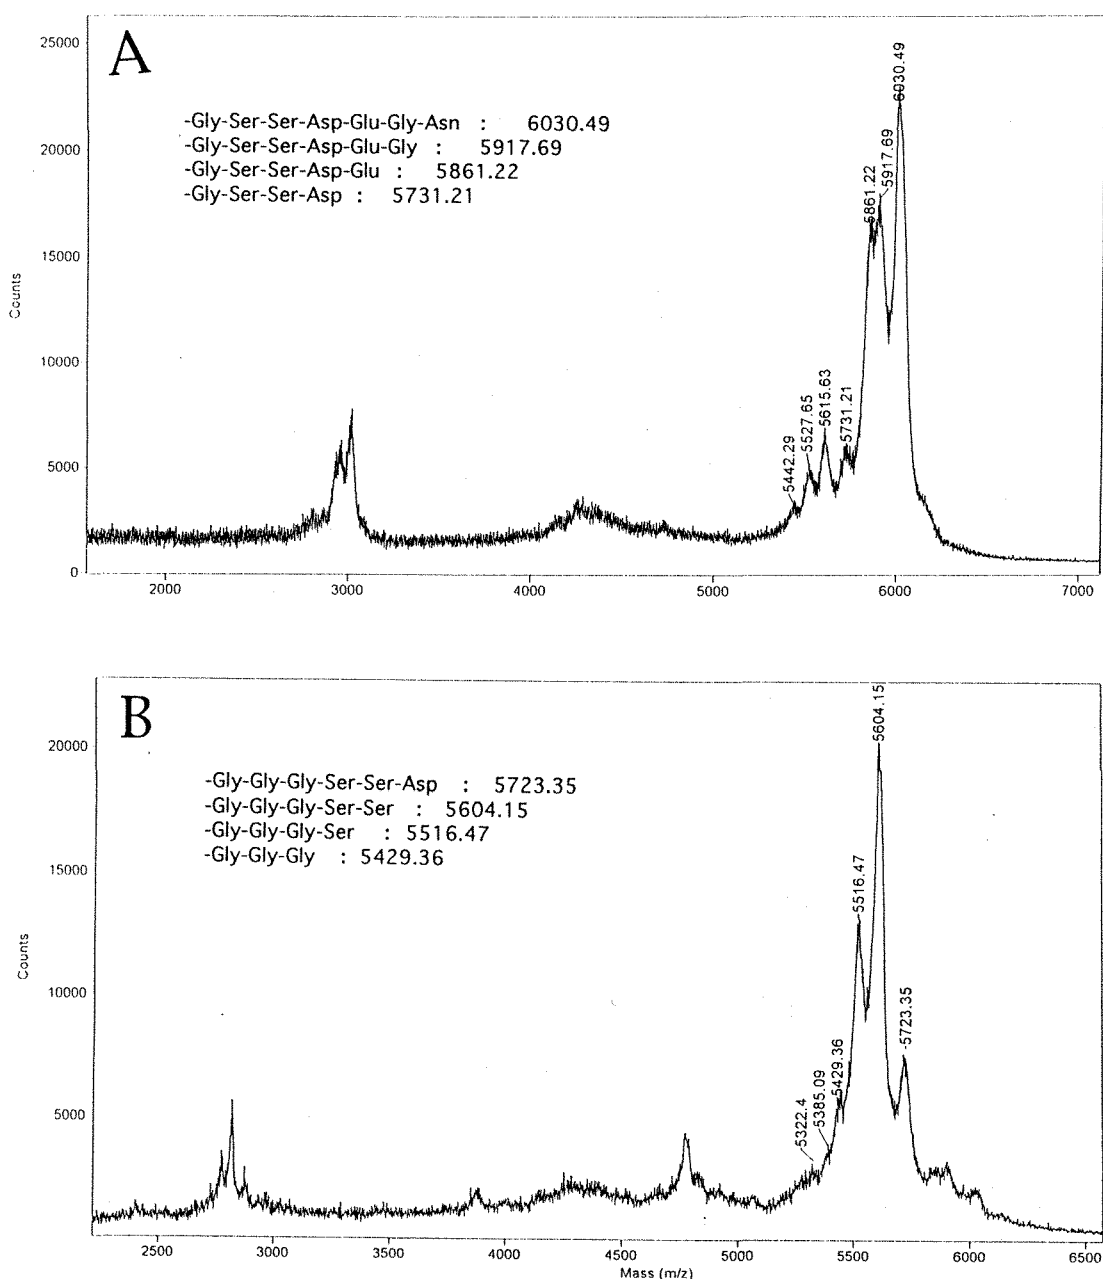 A
25000
20000
15000
10000
5000
0
Counts
-Gly-Ser-Ser-Asp-Glu-Gly-Asn : 6030.49
-Gly-Ser-Ser-Asp-Glu-Gly : 5917.69
-Gly-Ser-Ser-Asp-Glu : 5861.22
-Gly-Ser-Ser-Asp : 5731.21
5442.29
5527.65
5615.63
5731.21
5861.22
5917.69
6030.49
2000 3000 4000 5000 6000 7000
B
20000
15000
10000
5000
Counts
-Gly-Gly-Gly-Ser-Ser-Asp : 5723.35
-Gly-Gly-Gly-Ser-Ser : 5604.15
-Gly-Gly-Gly-Ser : 5516.47
-Gly-Gly-Gly : 5429.36
5322.4
5385.09
5429.36
5516.47
5604.15
-5723.35
2500 3000 3500 4000 4500 5000 5500 6000 6500
Mass (m/z)